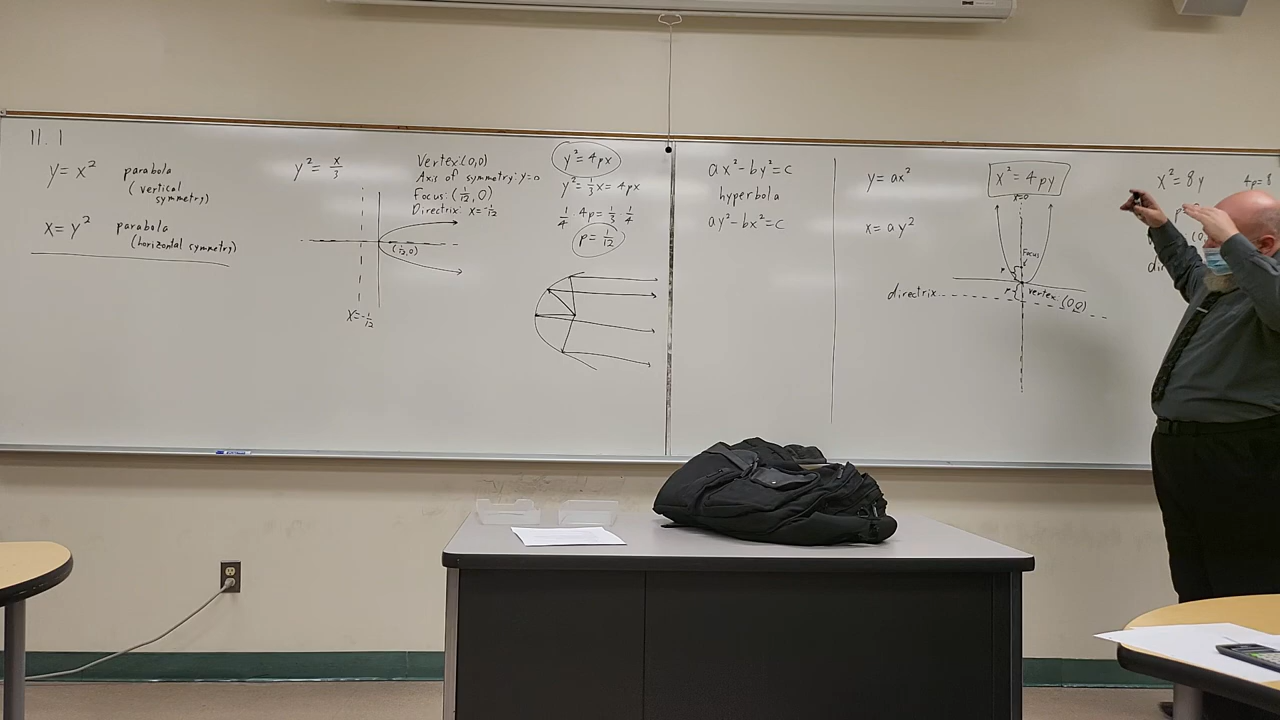 11.1
y = x² parabola
(vertical
symmetry)
x = y² parabola
(horizontal symmetry)
y² = x/3
(1/12, 0)
x = -1/12
Vertex: (0,0)
Axis of symmetry: y=0
Focus: (1/12, 0)
Directrix: x=-1/12
y² = 4px
y² = 1/3 x = 4px
1/4 4p = 1/3 1/4
p = 1/12
ax² - by² = c
hyperbola
ay² - bx² = c
y = ax²
x = ay²
x² = 4py
x=0
Focus
P
P
vertex (0,0)
directrix
x² = 8y
4p = 8